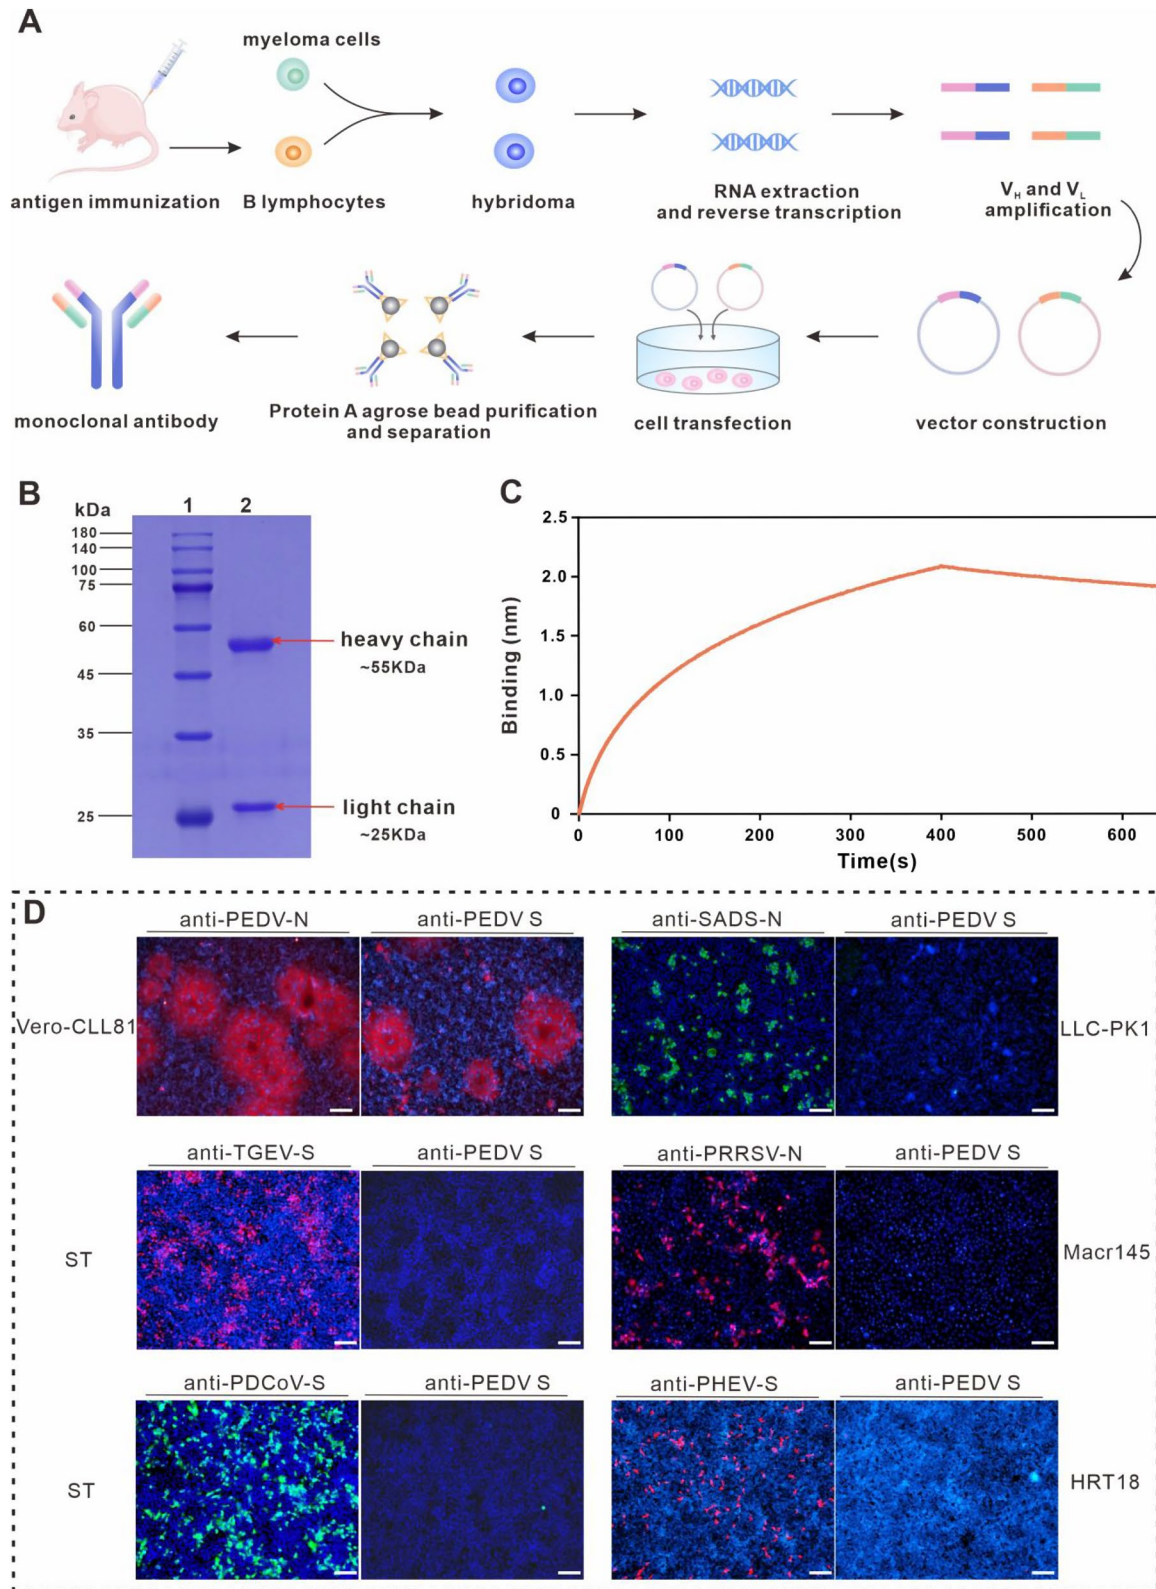 A
myeloma cells
antigen immunization
B lymphocytes
hybridoma
RNA extraction
and reverse transcription
VH and VL
amplification
monoclonal antibody
Protein A agrose bead purification
and separation
cell transfection
vector construction
B
kDa
1 2
180
140
100
75
60
45
35
25
heavy chain
~55KDa
light chain
~25KDa
C
Binding (nm)
2.5
2.0
1.5
1.0
0.5
0
0 100 200 300 400 500 600
Time(s)
D
anti-PEDV-N anti-PEDV S anti-SADS-N anti-PEDV S
Vero-CLL81 LLC-PK1
anti-TGEV-S anti-PEDV S anti-PRRSV-N anti-PEDV S
ST Macr145
anti-PDCoV-S anti-PEDV S anti-PHEV-S anti-PEDV S
ST HRT18